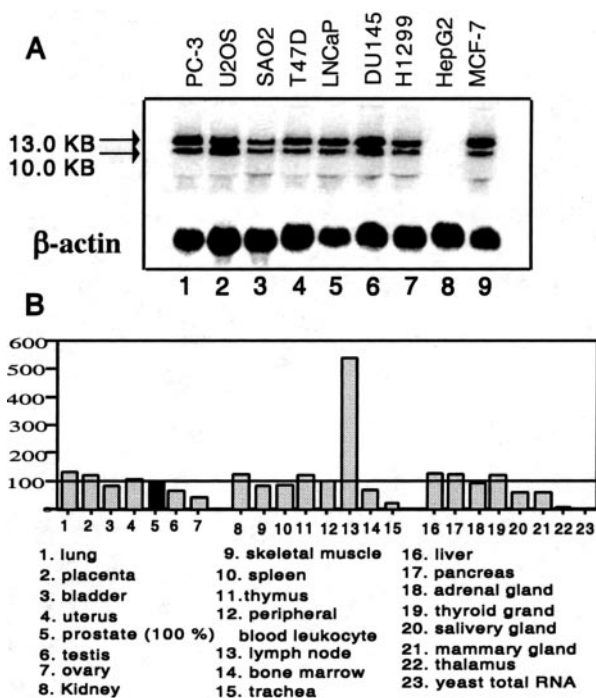 A
PC-3 U2OS SAO2 T47D LNCaP DU145 H1299 HepG2 MCF-7
13.0 KB
10.0 KB
β-actin
1 2 3 4 5 6 7 8 9
B
600
500
400
300
200
100
1 2 3 4 5 6 7 8 9 10 11 12 13 14 15 16 17 18 19 20 21 22 23
1. lung
2. placenta
3. bladder
4. uterus
5. prostate (100 %)
6. testis
7. ovary
8. Kidney
9. skeletal muscle
10. spleen
11. thymus
12. peripheral
blood leukocyte
13. lymph node
14. bone marrow
15. trachea
16. liver
17. pancreas
18. adrenal gland
19. thyroid grand
20. salivery gland
21. mammary gland
22. thalamus
23. yeast total RNA